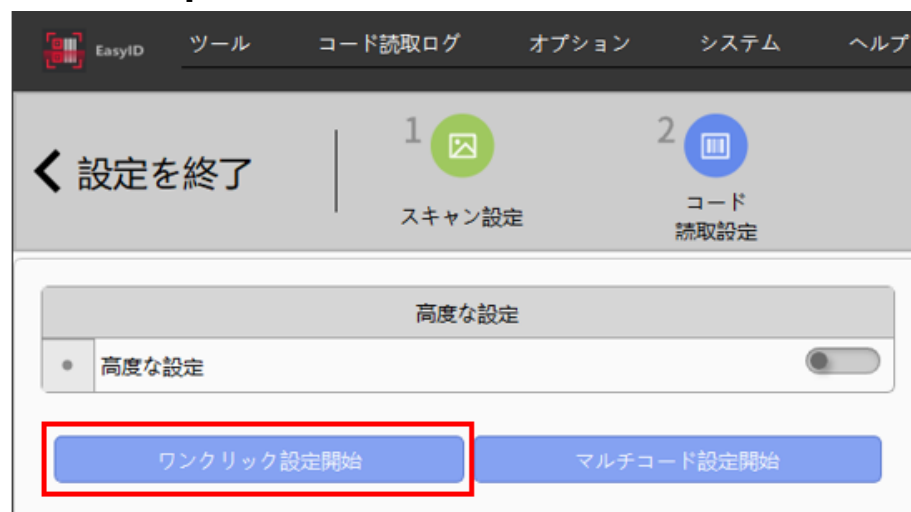 EasyID ツール コード読取ログ オプション システム ヘルプ
設定を終了
1
スキャン設定
2
コード
読取設定
高度な設定
高度な設定
ワンクリック設定開始
マルチコード設定開始